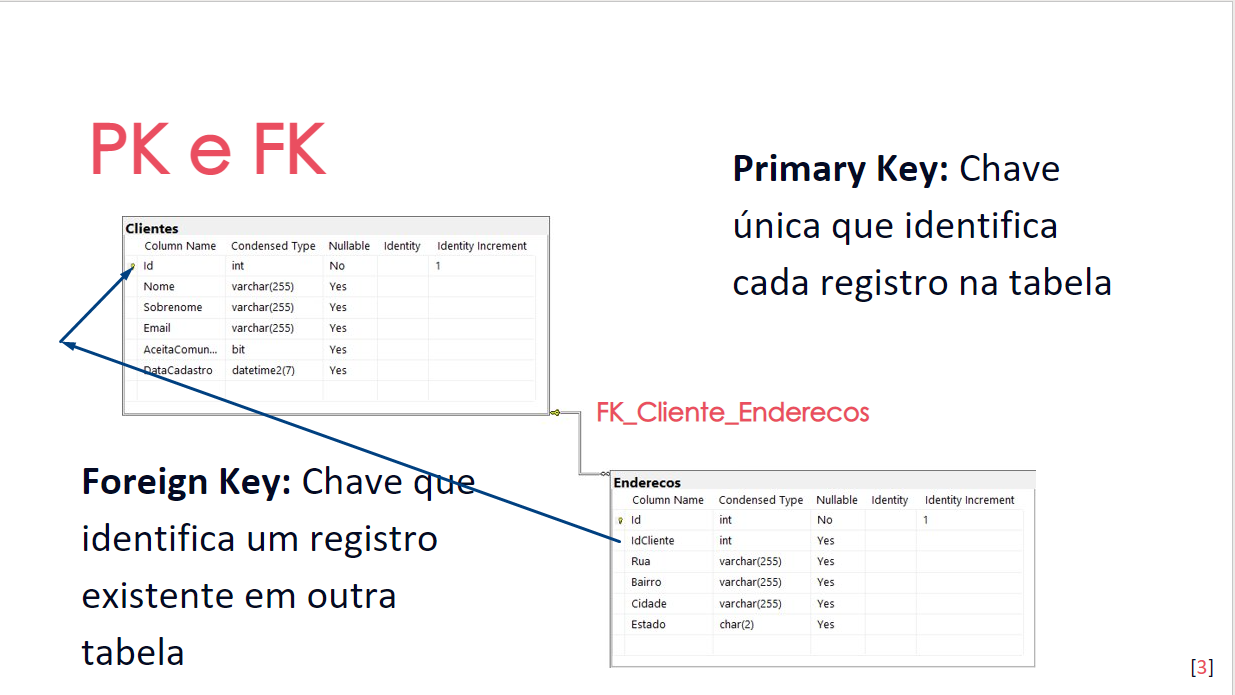 PK e FK
Primary Key: Chave
única que identifica
cada registro na tabela
Clientes
Column Name Condensed Type Nullable Identity Identity Increment
Id int No 1
Nome varchar(255) Yes
Sobrenome varchar(255) Yes
Email varchar(255) Yes
AceitaComun... bit Yes
DataCadastro datetime2(7) Yes
FK_Cliente_Enderecos
Foreign Key: Chave que
identifica um registro
existente em outra
tabela
Enderecos
Column Name Condensed Type Nullable Identity Identity Increment
Id int No 1
IdCliente int Yes
Rua varchar(255) Yes
Bairro varchar(255) Yes
Cidade varchar(255) Yes
Estado char(2) Yes
[3]